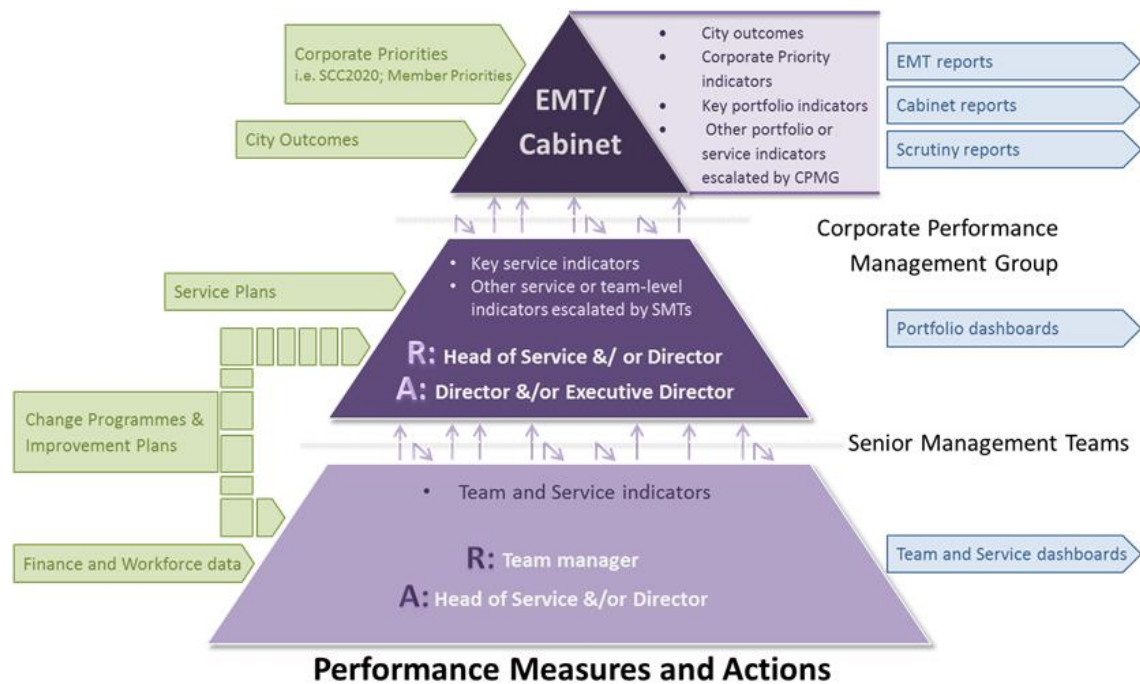 Corporate Priorities
i.e. SCC2020; Member Priorities
City Outcomes
EMT/
Cabinet
• City outcomes
• Corporate Priority
indicators
• Key portfolio indicators
• Other portfolio or
service indicators
escalated by CPMG
EMT reports
Cabinet reports
Scrutiny reports
Corporate Performance
Management Group
Service Plans
• Key service indicators
• Other service or team-level
indicators escalated by SMTs
R: Head of Service &/ or Director
A: Director &/or Executive Director
Portfolio dashboards
Change Programmes &
Improvement Plans
Senior Management Teams
• Team and Service indicators
R: Team manager
A: Head of Service &/or Director
Finance and Workforce data
Team and Service dashboards
Performance Measures and Actions